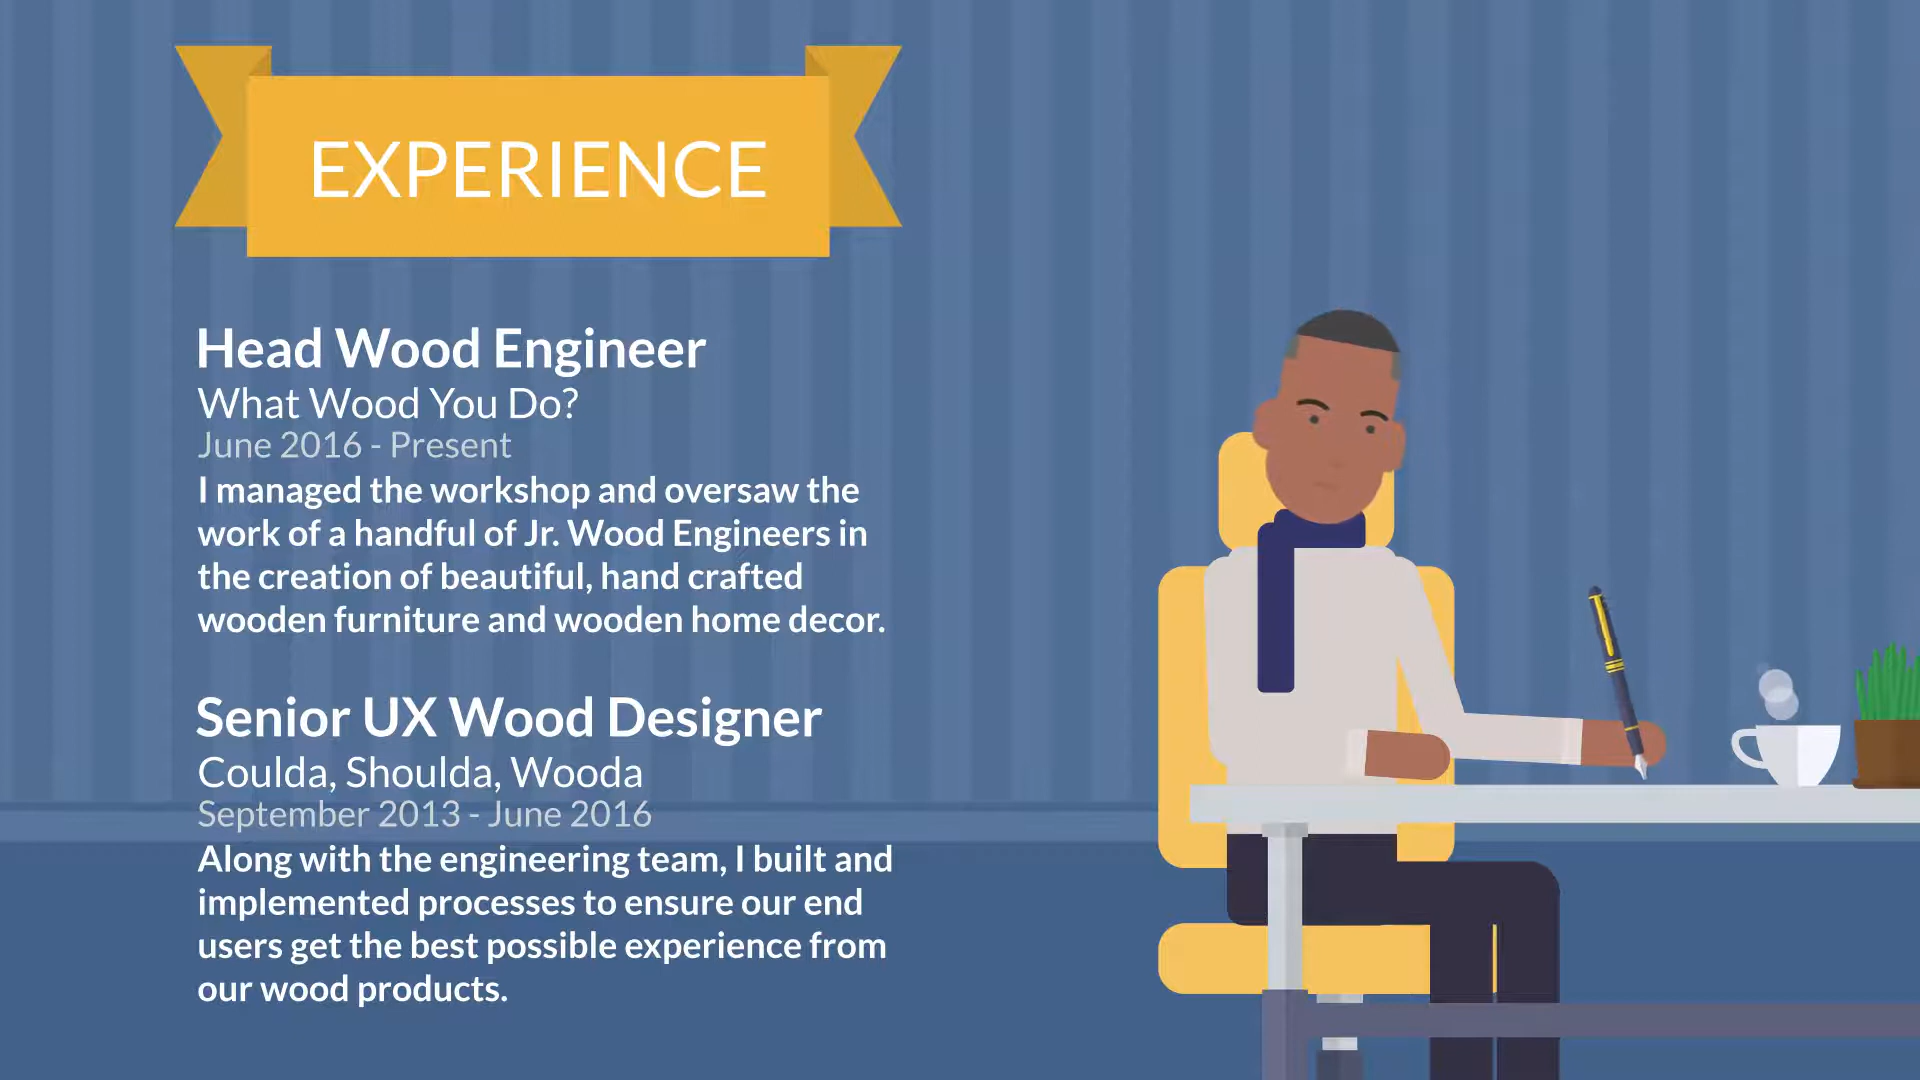 EXPERIENCE
Head Wood Engineer
What Wood You Do?
June 2016 - Present
I managed the workshop and oversaw the
work of a handful of Jr. Wood Engineers in
the creation of beautiful, hand crafted
wooden furniture and wooden home decor.
Senior UX Wood Designer
Coulda, Shoulda, Wooda
September 2013 - June 2016
Along with the engineering team, I built and
implemented processes to ensure our end
users get the best possible experience from
our wood products.